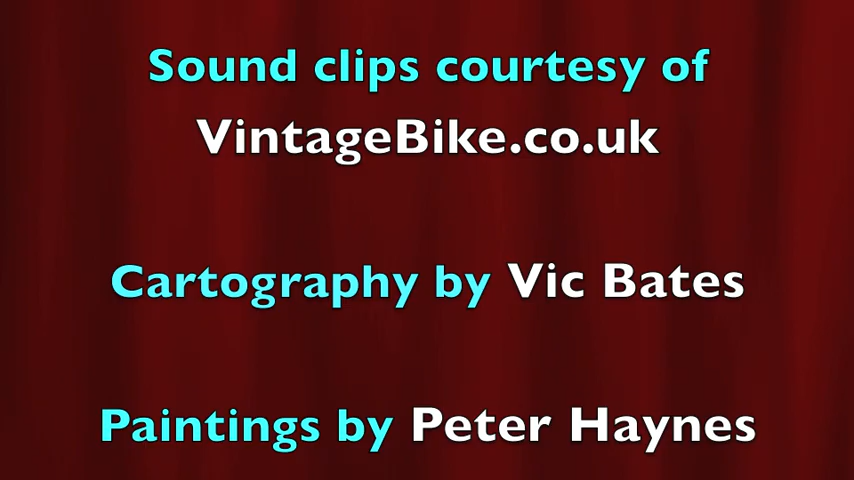 Sound clips courtesy of
VintageBike.co.uk
Cartography by Vic Bates
Paintings by Peter Haynes